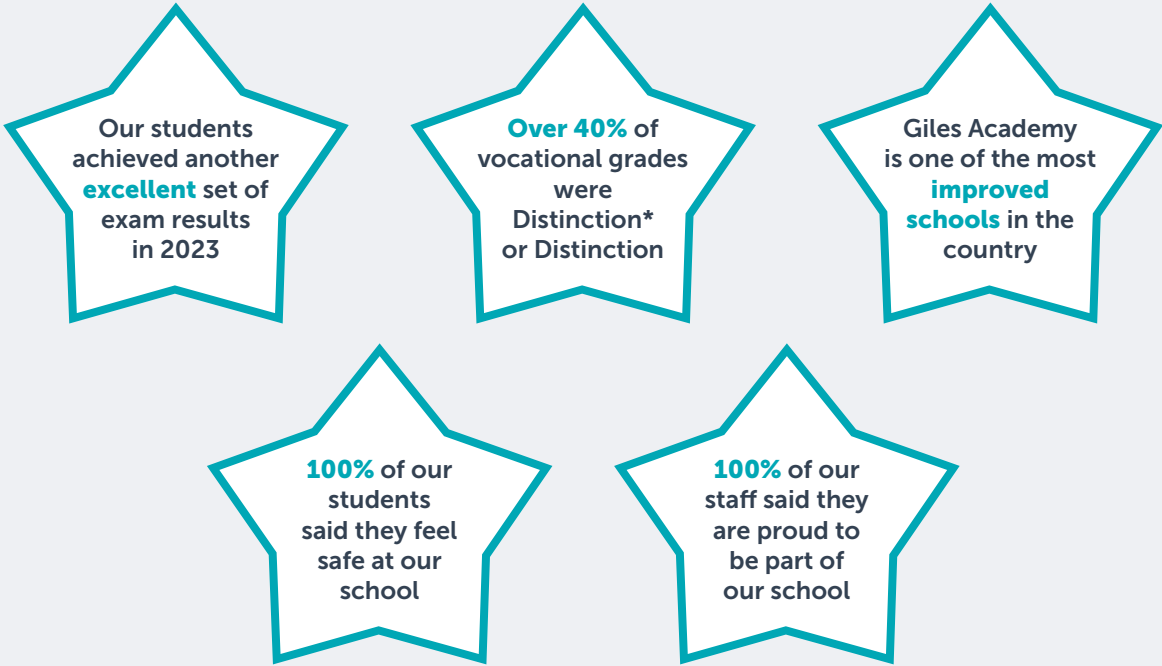 Our students
achieved another
excellent set of
exam results
in 2023
Over 40% of
vocational grades
were
Distinction*
or Distinction
Giles Academy
is one of the most
improved
schools in the
country
100% of our
students
said they feel
safe at our
school
100% of our
staff said they
are proud to
be part of
our school